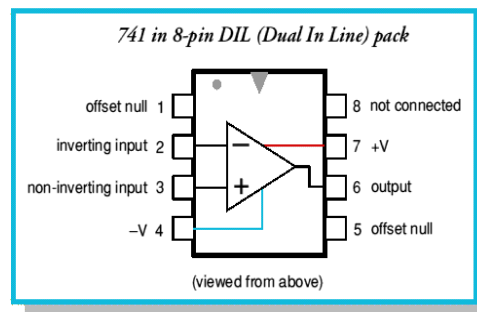 741 in 8-pin DIL (Dual In Line) pack
offset null 1
8 not connected
inverting input 2
7 +V
non-inverting input 3
6 output
–V 4
5 offset null
–
+
(viewed from above)